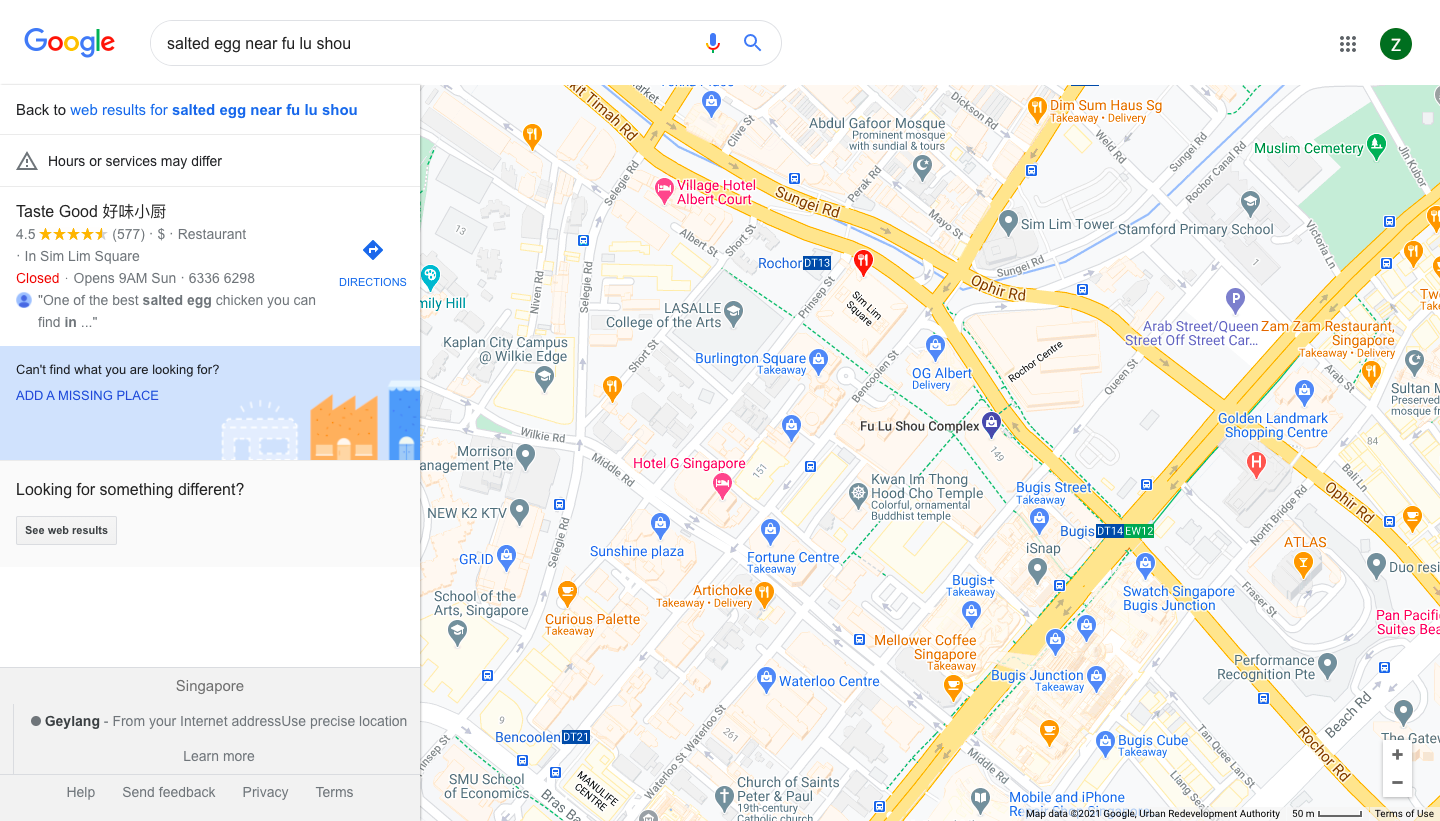 Google
salted egg near fu lu shou
Z
Back to web results for salted egg near fu lu shou
Hours or services may differ
Taste Good 好味小厨
4.5 (577) · $ · Restaurant
· In Sim Lim Square
Closed · Opens 9AM Sun · 6336 6298
"One of the best salted egg chicken you can
find in ..."
DIRECTIONS
Can't find what you are looking for?
ADD A MISSING PLACE
Looking for something different?
See web results
Singapore
Geylang - From your Internet addressUse precise location
Learn more
Help Send feedback Privacy Terms
Market
Clive St
Dickson Rd
Dim Sum Haus Sg
Takeaway • Delivery
Abdul Gafoor Mosque
Prominent mosque
with sundial & tours
Weld Rd
Sungei Rd
Muslim Cemetery
Jln Kubor
Selegie Rd
Village Hotel
Albert Court
Perak Rd
Sungei Rd
Mayo St
Rochor Canal Rd
Sim Lim Tower
Stamford Primary School
Victoria Ln
13
Albert St
Short St
Rochor DT13
Sungei Rd
Ophir Rd
mily Hill
Niven Rd
Selegie Rd
Prinsep St
Sim Lim
Square
LASALLE
College of the Arts
P
Arab Street/Queen
Street Off Street Car...
Zam Zam Restaurant,
Singapore
Takeaway • Delivery
Kaplan City Campus
@ Wilkie Edge
Short St
Burlington Square
Takeaway
Bencoolen St
OG Albert
Delivery
Rochor Centre
Queen St
Arab St
Sultan M
Preserved
mosque fr
Fu Lu Shou Complex
Golden Landmark
Shopping Centre
84
Wilkie Rd
Morrison
anagement Pte
Middle Rd
Hotel G Singapore
151
149
H
Bali Ln
Kwan Im Thong
Hood Cho Temple
Colorful, ornamental
Buddhist temple
Bugis Street
Takeaway
Ophir Rd
NEW K2 KTV
North Bridge Rd
Sunshine plaza
Bugis DT14 EW12
GR.ID
Selegie Rd
Fortune Centre
Takeaway
iSnap
ATLAS
Duo resi
Bugis+
Takeaway
Swatch Singapore
Bugis Junction
Fraser St
School of the
Arts, Singapore
Artichoke
Takeaway • Delivery
Curious Palette
Takeaway
Pan Pacific
Suites Bea
Mellower Coffee
Singapore
Takeaway
Bugis Junction
Takeaway
Performance
Recognition Pte
Waterloo Centre
Beach Rd
9
Bencoolen DT21
261
Waterloo St
Waterloo St
Bugis Cube
Takeaway
Tan Quee Lan St
Rochor Rd
The Gatew
SMU School
of Economics
MANULIFE
CENTRE
Bras Ba
Middle Rd
Church of Saints
Peter & Paul
19th-century
Catholic church
Mobile and iPhone
Map data ©2021 Google, Urban Redevelopment Authority 50 m Terms of Use